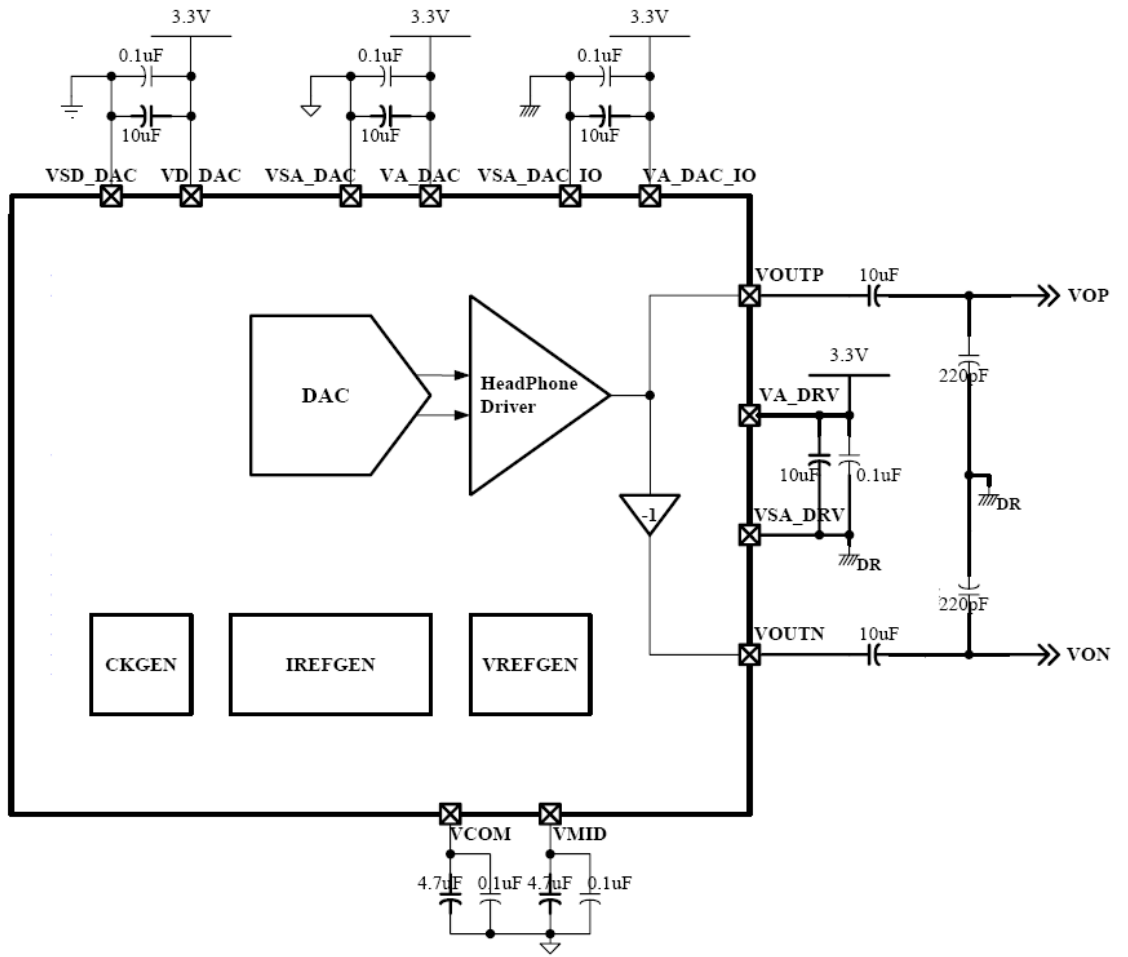 3.3V 3.3V 3.3V
0.1uF 0.1uF 0.1uF
10uF 10uF 10uF
VSD_DAC VD_DAC VSA_DAC VA_DAC VSA_DAC_IO VA_DAC_IO
VOUTP 10uF
VOP
3.3V
220pF
DAC
HeadPhone
Driver
VA_DRV
10uF 0.1uF
-1
VSA_DRV
DR
DR
220pF
VOUTN 10uF
VON
CKGEN IREFGEN VREFGEN
VCOM VMID
4.7uF 0.1uF 4.7uF 0.1uF